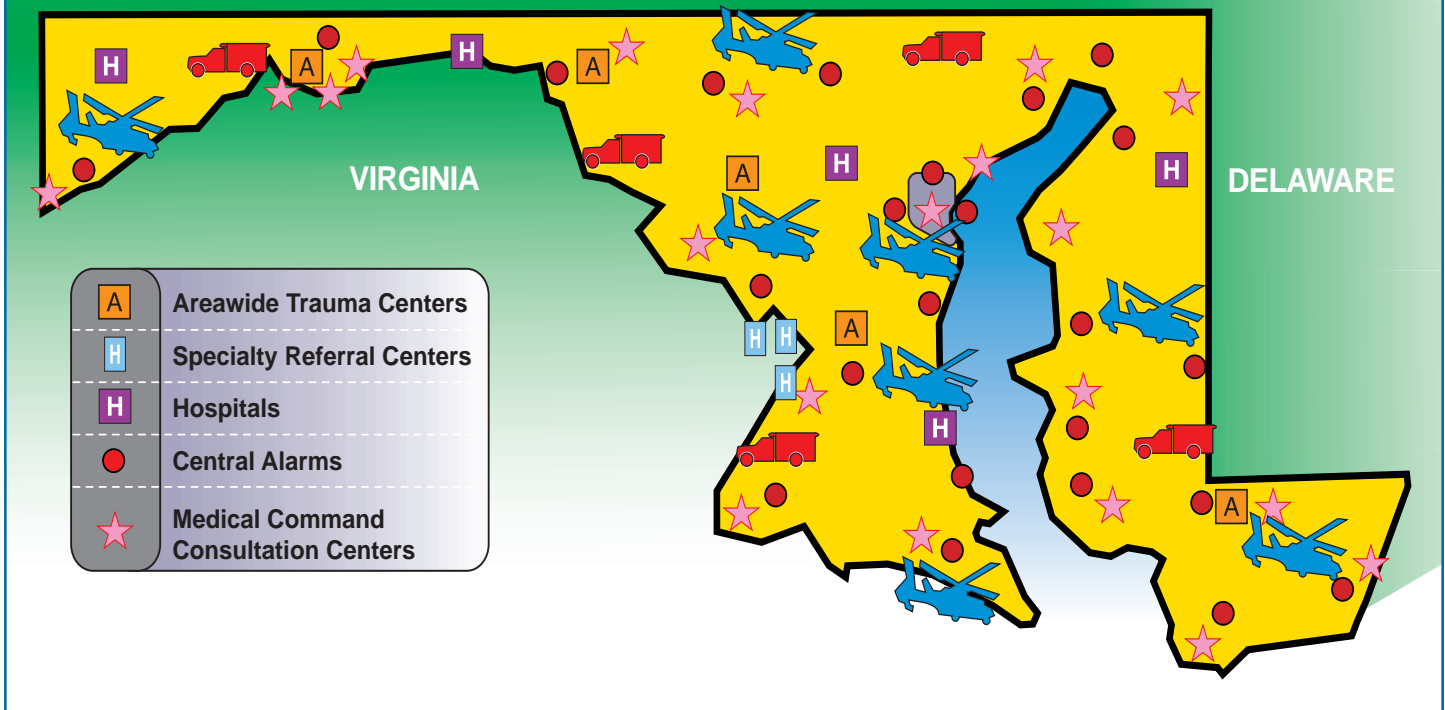 H
A
H
A
VIRGINIA
A
H
H
DELAWARE
A Areawide Trauma Centers
H Specialty Referral Centers
H Hospitals
Central Alarms
Medical Command
Consultation Centers
H
H
A
H
H
A